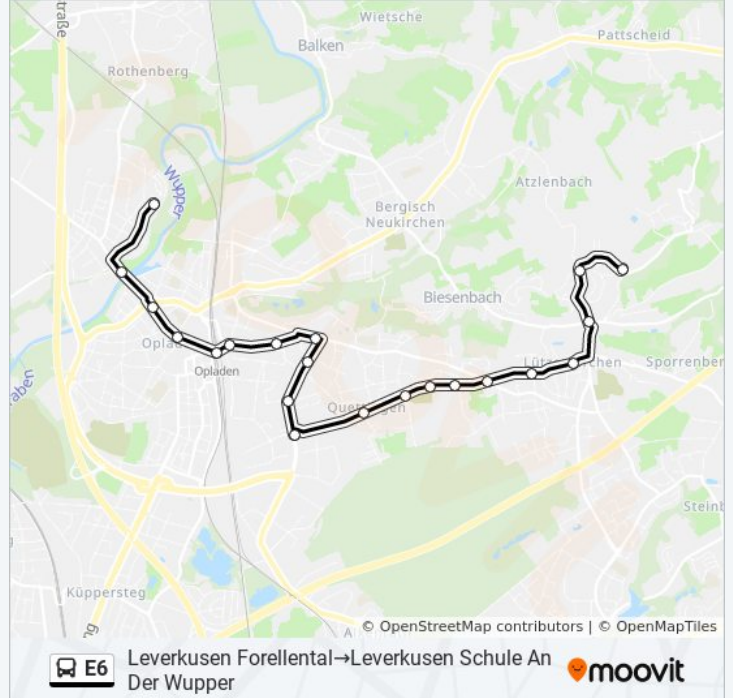 Wietsche
Balken
Pattscheid
Rothenberg
Wupper
Atzlenbach
Bergisch
Neukirchen
Biesenbach
Opladen
Sporrenber
Küppersteg
© OpenStreetMap contributors | © OpenMapTiles
E6
Leverkusen Forellental→Leverkusen Schule An
Der Wupper
moovit